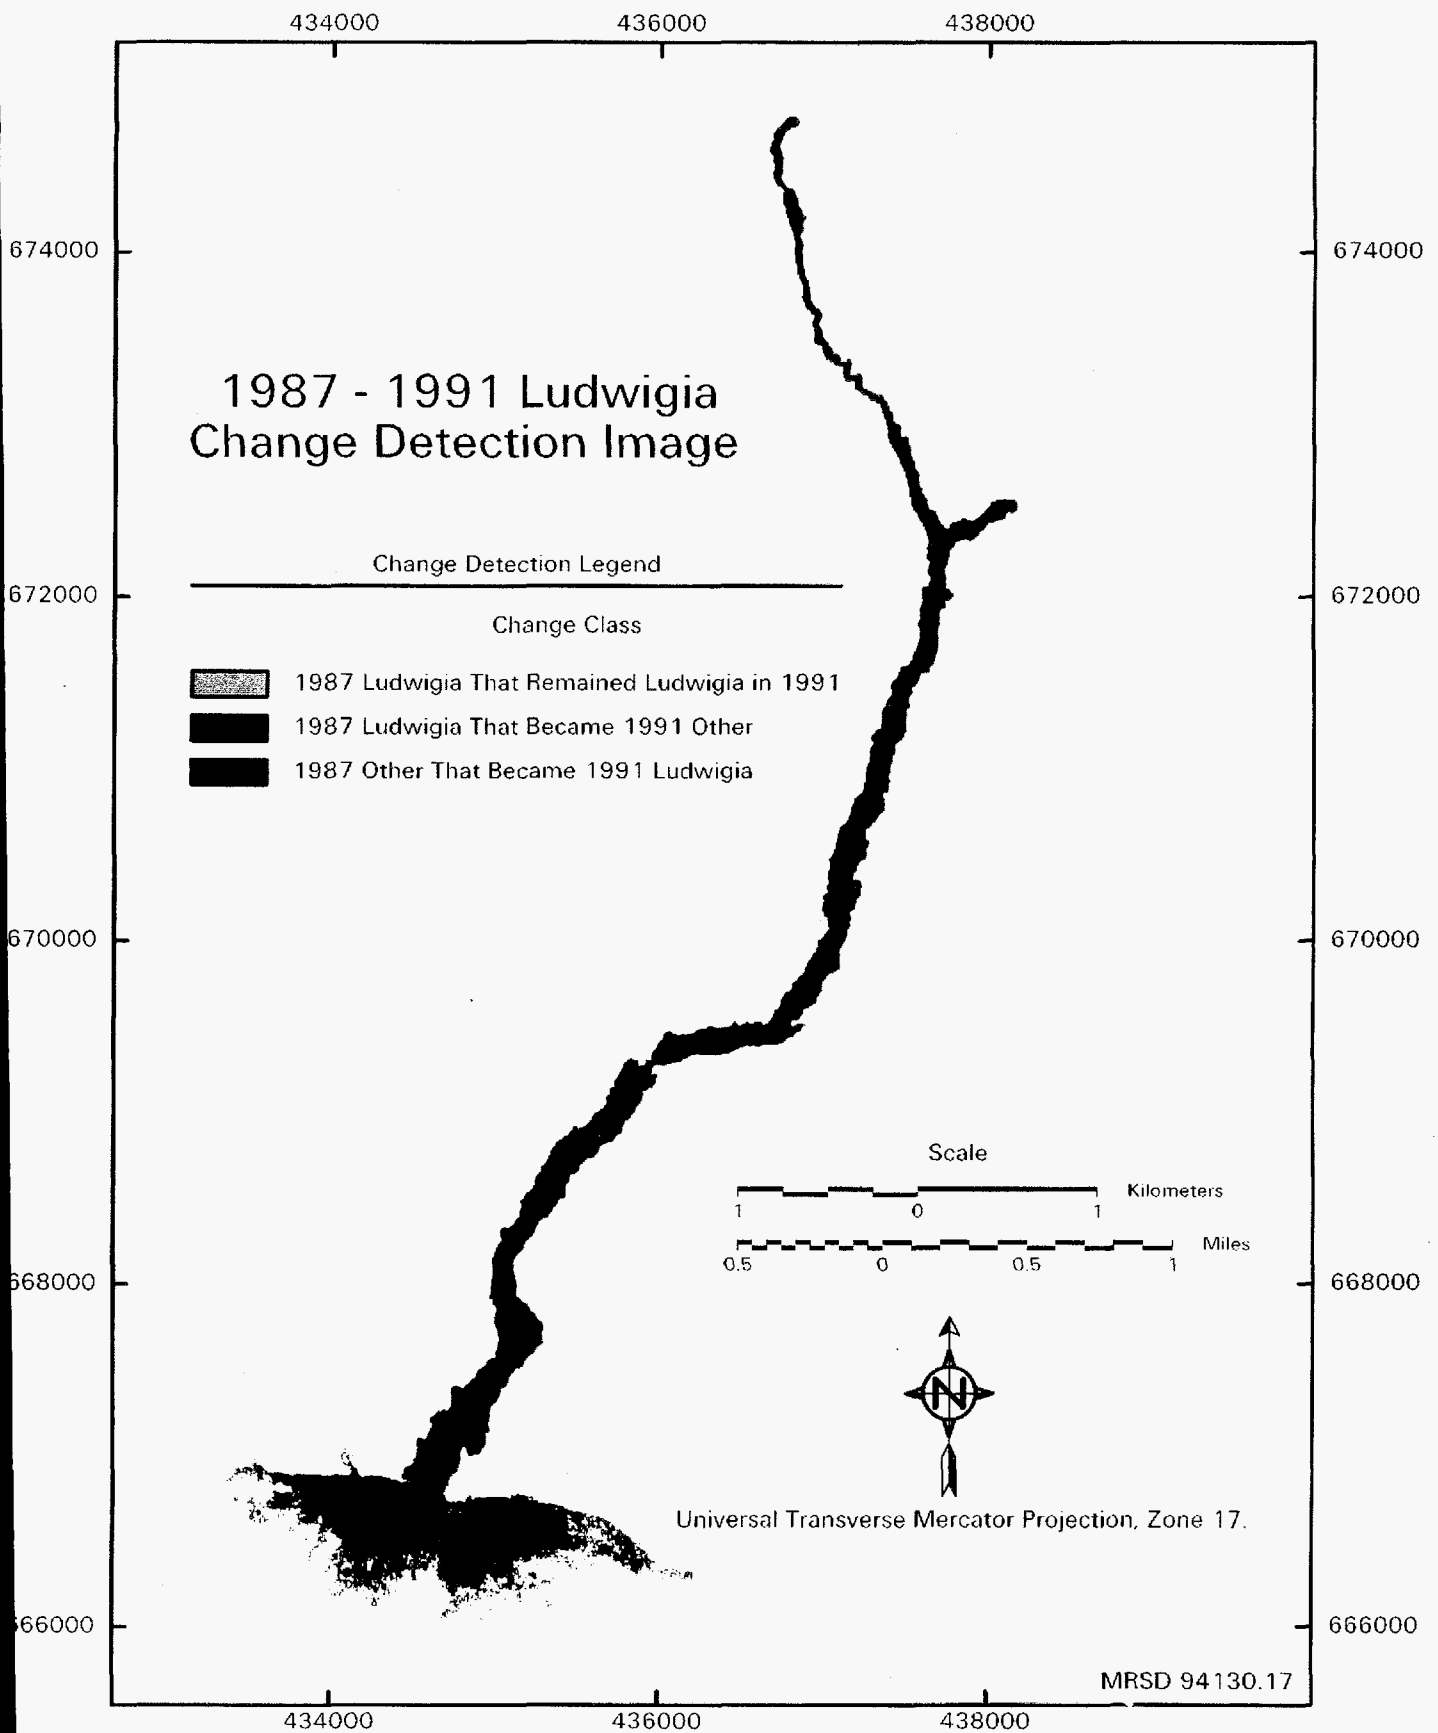 434000 436000 438000
674000 674000
1987 - 1991 Ludwigia
Change Detection Image
Change Detection Legend
672000 672000
Change Class
1987 Ludwigia That Remained Ludwigia in 1991
1987 Ludwigia That Became 1991 Other
1987 Other That Became 1991 Ludwigia
670000 670000
Scale
Kilometers
1 0 1
Miles
0.5 0 0.5 1
668000 668000
N
Universal Transverse Mercator Projection, Zone 17.
666000 666000
MRSD 94130.17
434000 436000 438000